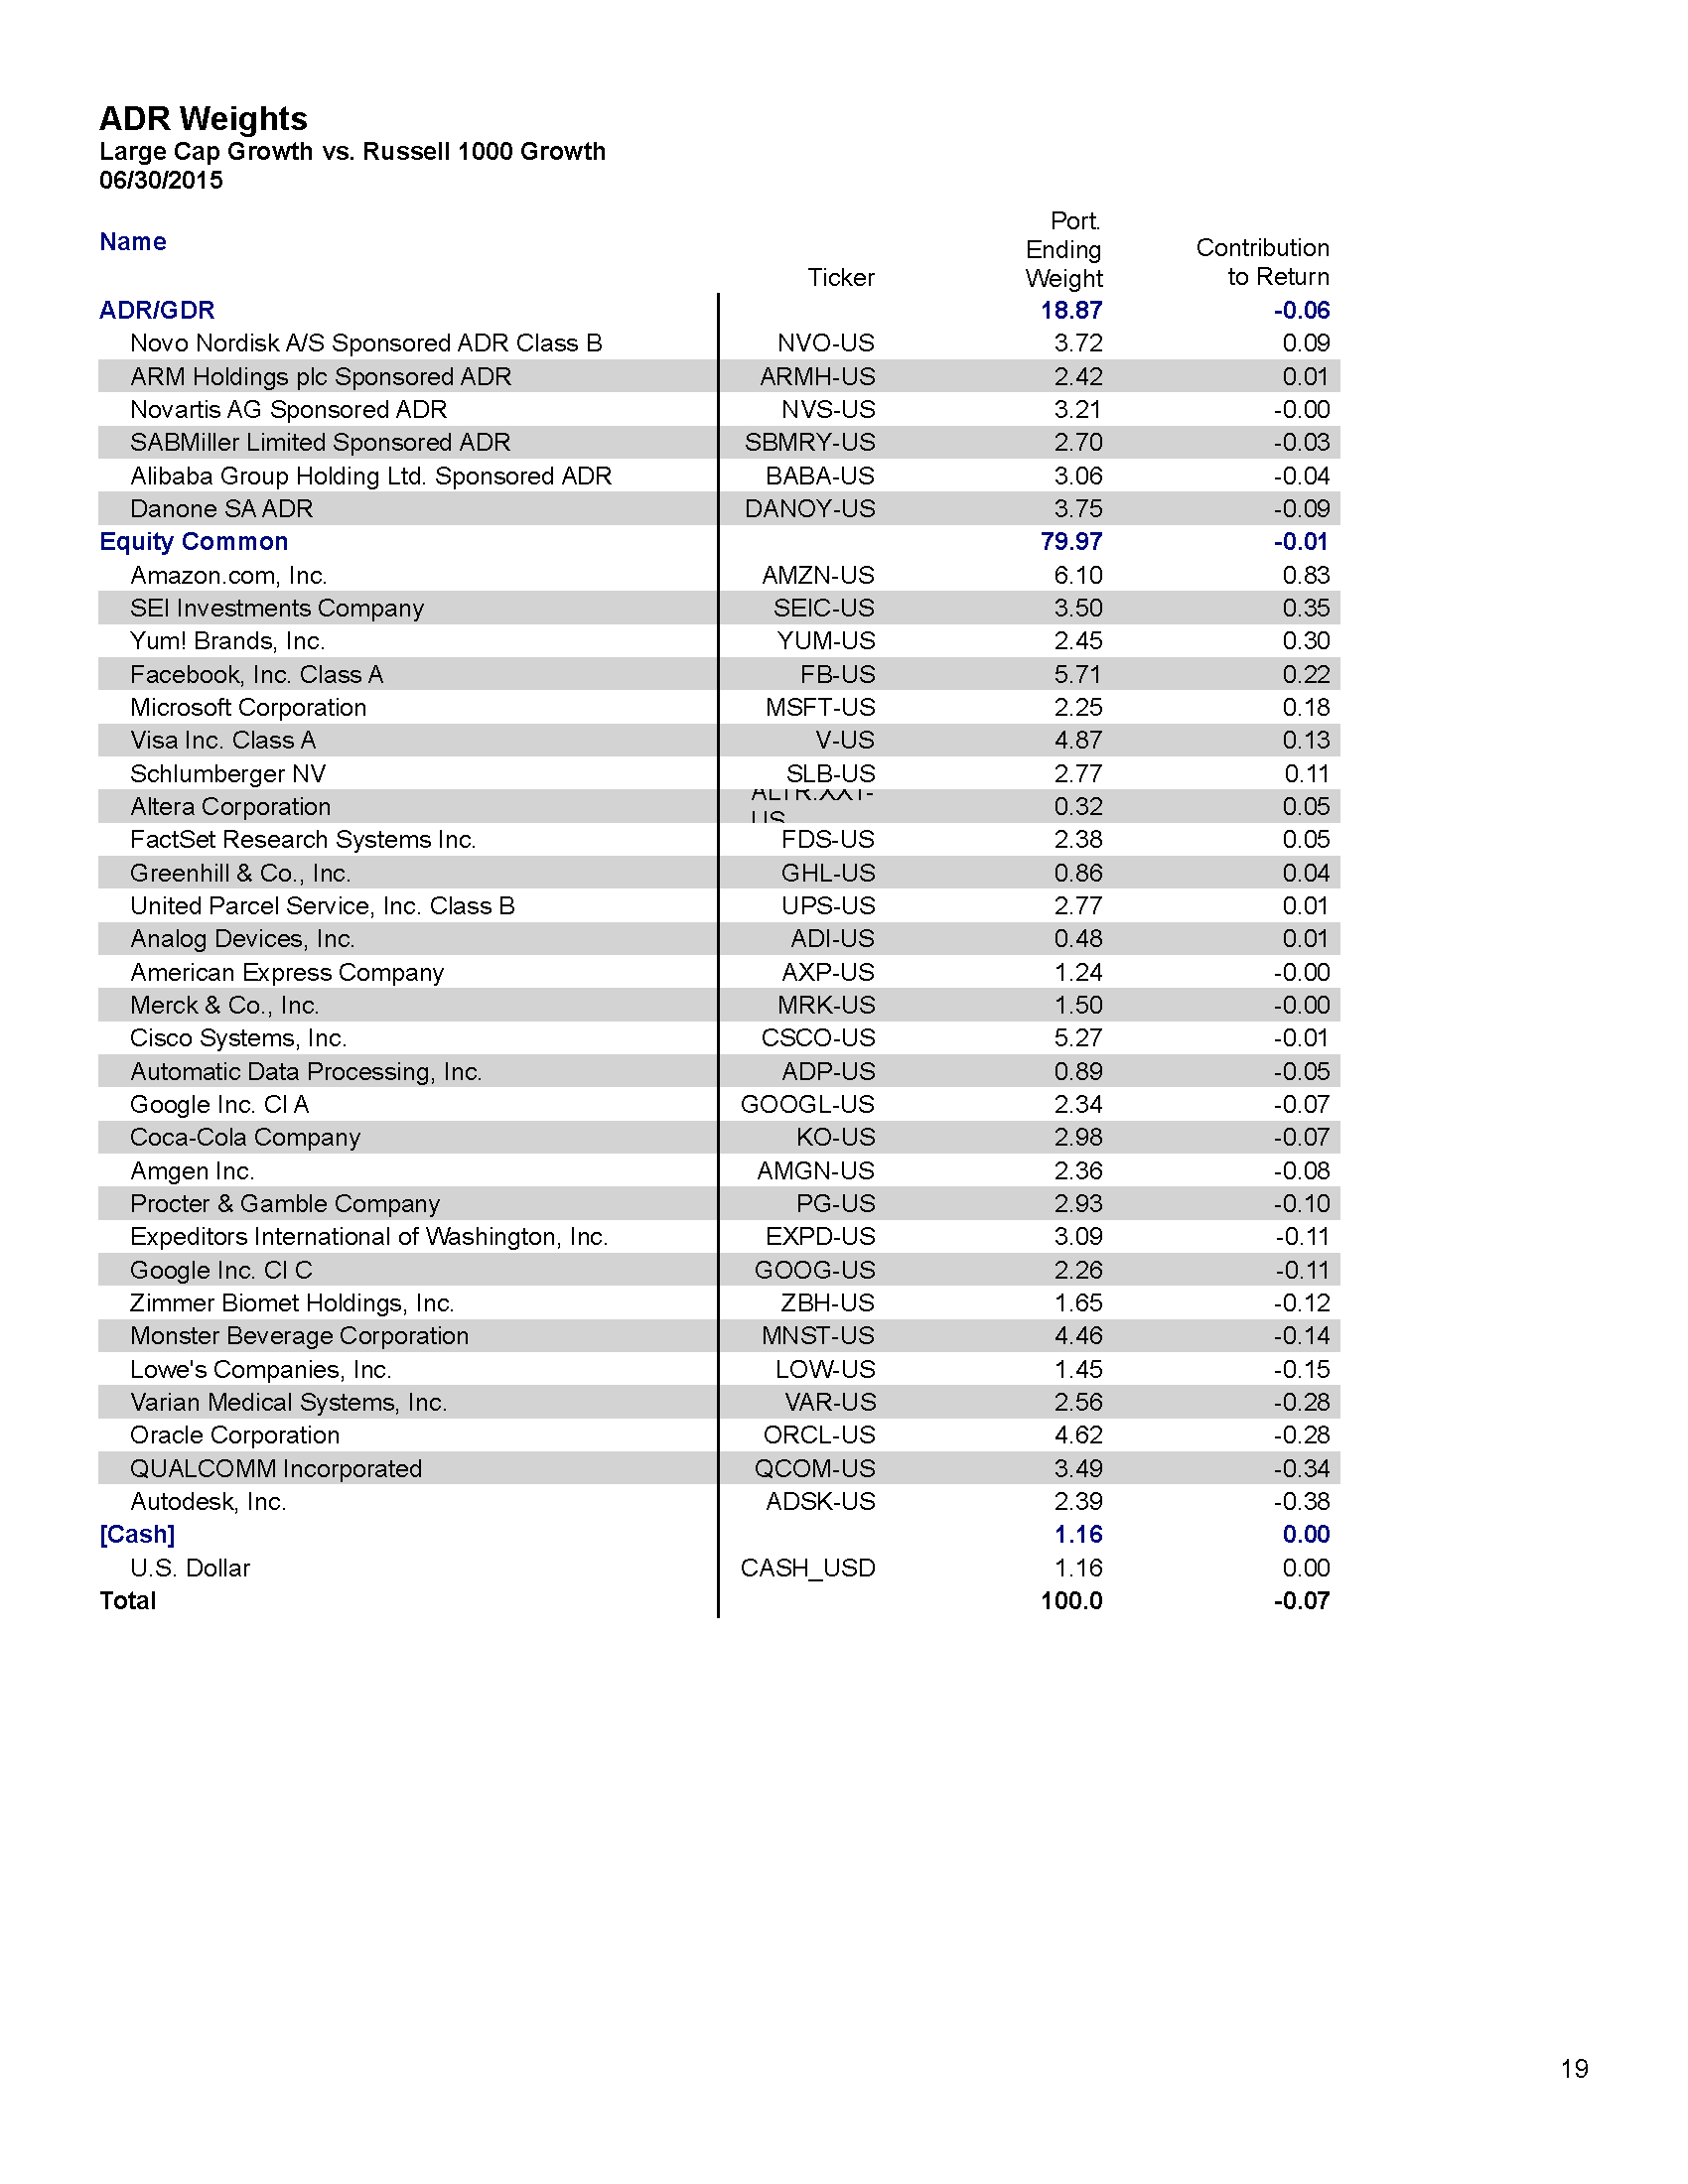 ADR Weights
Large Cap Growth vs. Russell 1000 Growth
06/30/2015
Name Ticker Port. Ending Weight Contribution to Return
ADR/GDR 18.87 -0.06
Novo Nordisk A/S Sponsored ADR Class B NVO-US 3.72 0.09
ARM Holdings plc Sponsored ADR ARMH-US 2.42 0.01
Novartis AG Sponsored ADR NVS-US 3.21 -0.00
SABMiller Limited Sponsored ADR SBMRY-US 2.70 -0.03
Alibaba Group Holding Ltd. Sponsored ADR BABA-US 3.06 -0.04
Danone SA ADR DANOY-US 3.75 -0.09
Equity Common 79.97 -0.01
Amazon.com, Inc. AMZN-US 6.10 0.83
SEI Investments Company SEIC-US 3.50 0.35
Yum! Brands, Inc. YUM-US 2.45 0.30
Facebook, Inc. Class A FB-US 5.71 0.22
Microsoft Corporation MSFT-US 2.25 0.18
Visa Inc. Class A V-US 4.87 0.13
Schlumberger NV SLB-US 2.77 0.11
Altera Corporation ALTR.XX1-US 0.32 0.05
FactSet Research Systems Inc. FDS-US 2.38 0.05
Greenhill & Co., Inc. GHL-US 0.86 0.04
United Parcel Service, Inc. Class B UPS-US 2.77 0.01
Analog Devices, Inc. ADI-US 0.48 0.01
American Express Company AXP-US 1.24 -0.00
Merck & Co., Inc. MRK-US 1.50 -0.00
Cisco Systems, Inc. CSCO-US 5.27 -0.01
Automatic Data Processing, Inc. ADP-US 0.89 -0.05
Google Inc. Cl A GOOGL-US 2.34 -0.07
Coca-Cola Company KO-US 2.98 -0.07
Amgen Inc. AMGN-US 2.36 -0.08
Procter & Gamble Company PG-US 2.93 -0.10
Expeditors International of Washington, Inc. EXPD-US 3.09 -0.11
Google Inc. Cl C GOOG-US 2.26 -0.11
Zimmer Biomet Holdings, Inc. ZBH-US 1.65 -0.12
Monster Beverage Corporation MNST-US 4.46 -0.14
Lowe's Companies, Inc. LOW-US 1.45 -0.15
Varian Medical Systems, Inc. VAR-US 2.56 -0.28
Oracle Corporation ORCL-US 4.62 -0.28
QUALCOMM Incorporated QCOM-US 3.49 -0.34
Autodesk, Inc. ADSK-US 2.39 -0.38
[Cash] 1.16 0.00
U.S. Dollar CASH_USD 1.16 0.00
Total 100.0 -0.07
19